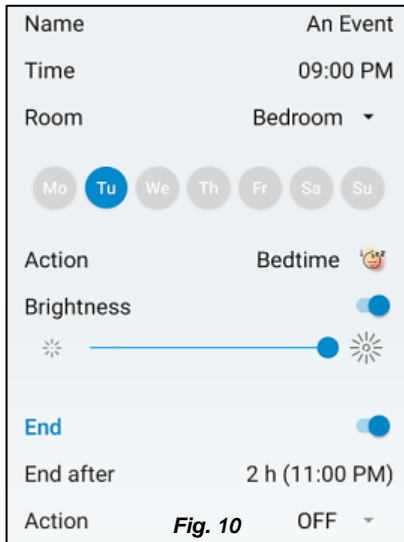 Name An Event
Time 09:00 PM
Room Bedroom
Mo Tu We Th Fr Sa Su
Action Bedtime
Brightness
End
End after 2 h (11:00 PM)
Action Fig. 10 OFF